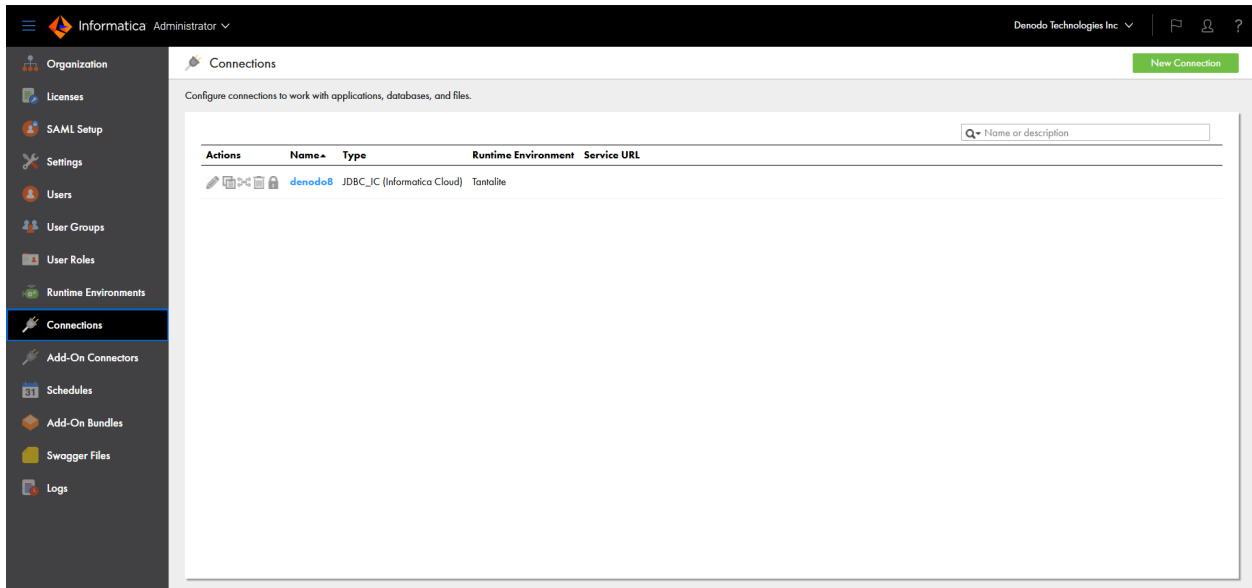 Informatica Administrator
Denodo Technologies Inc
?
Organization
Licenses
SAML Setup
Settings
Users
User Groups
User Roles
Runtime Environments
Connections
Add-On Connectors
31 Schedules
Add-On Bundles
Swagger Files
Logs
Connections
New Connection
Configure connections to work with applications, databases, and files.
Name or description
Actions Name Type Runtime Environment Service URL
denodo8 JDBC_IC (Informatica Cloud) Tantalite